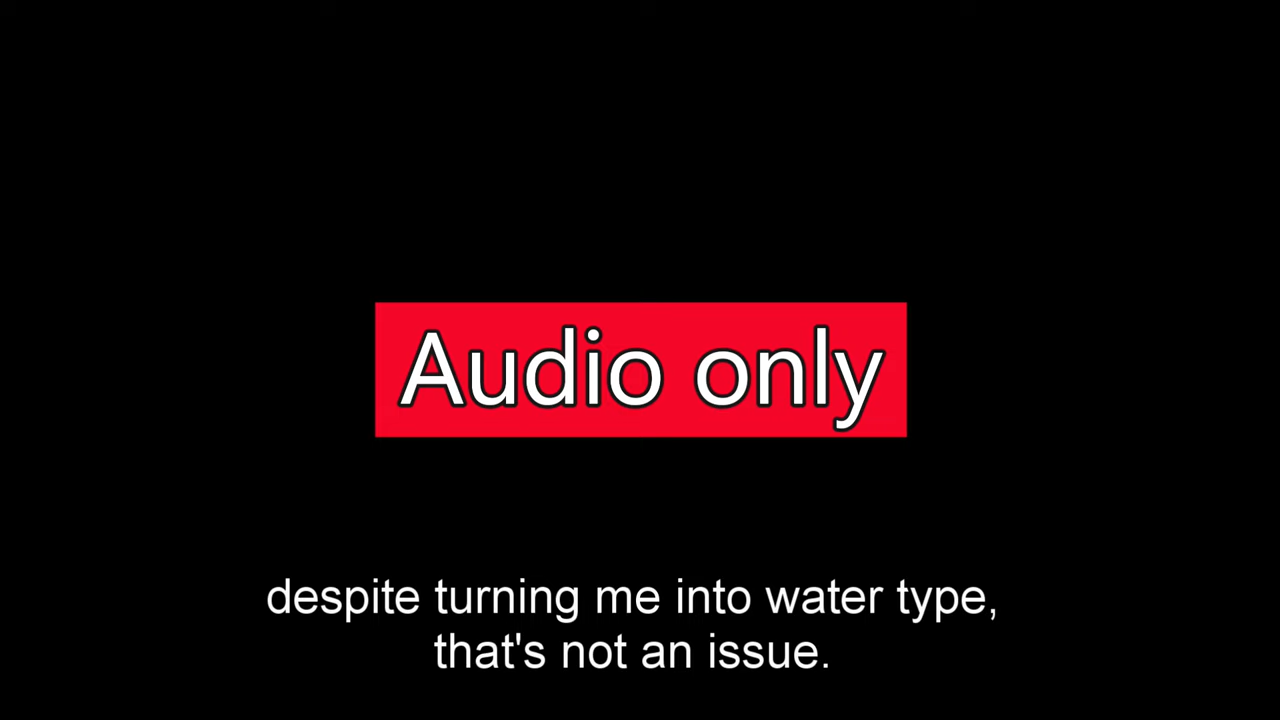 Audio only
despite turning me into water type,
that's not an issue.